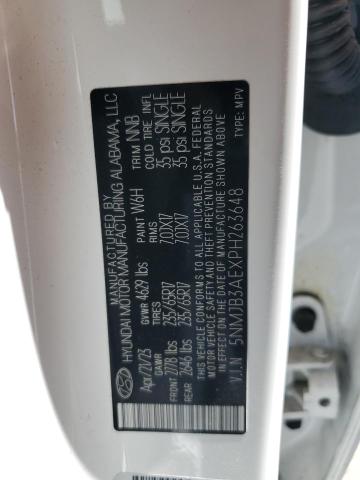 MANUFACTURED BY
HYUNDAI MOTOR MANUFACTURING ALABAMA, LLC
Apr/21/23 GVWR 4629 lbs PAINT W6H TRIM NNB
COLD TIRE INFL
FRONT 2778 lbs 235/65R17 7.0JX17 35 psi SINGLE
REAR 2646 lbs 235/65R17 7.0JX17 35 psi SINGLE
THIS VEHICLE CONFORMS TO ALL APPLICABLE U.S.A. FEDERAL
MOTOR VEHICLE SAFETY AND THEFT PREVENTION STANDARDS
IN EFFECT ON THE DATE OF MANUFACTURE SHOWN ABOVE
V.I.N 5NMJB3AEXPH263648 TYPE: MPV